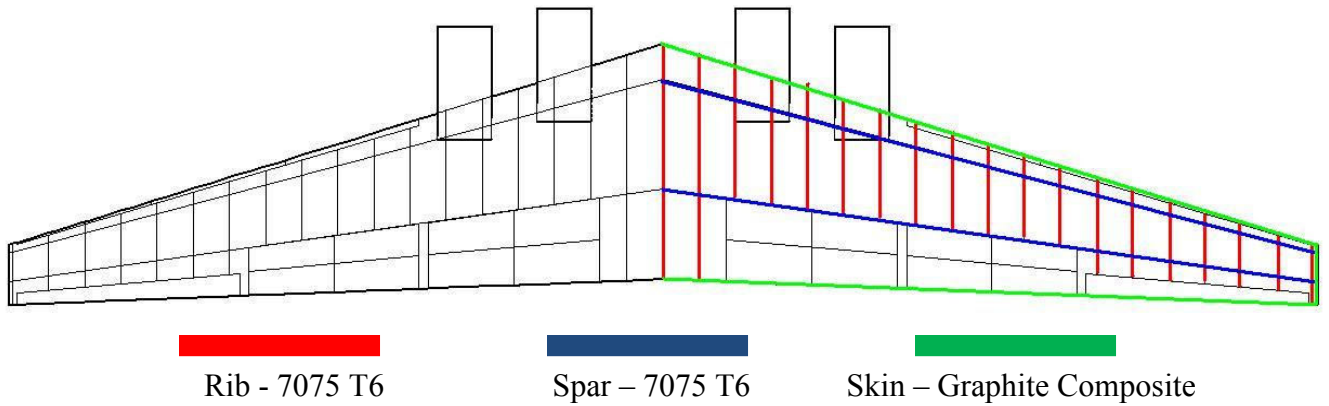 Rib - 7075 T6
Spar – 7075 T6
Skin – Graphite Composite